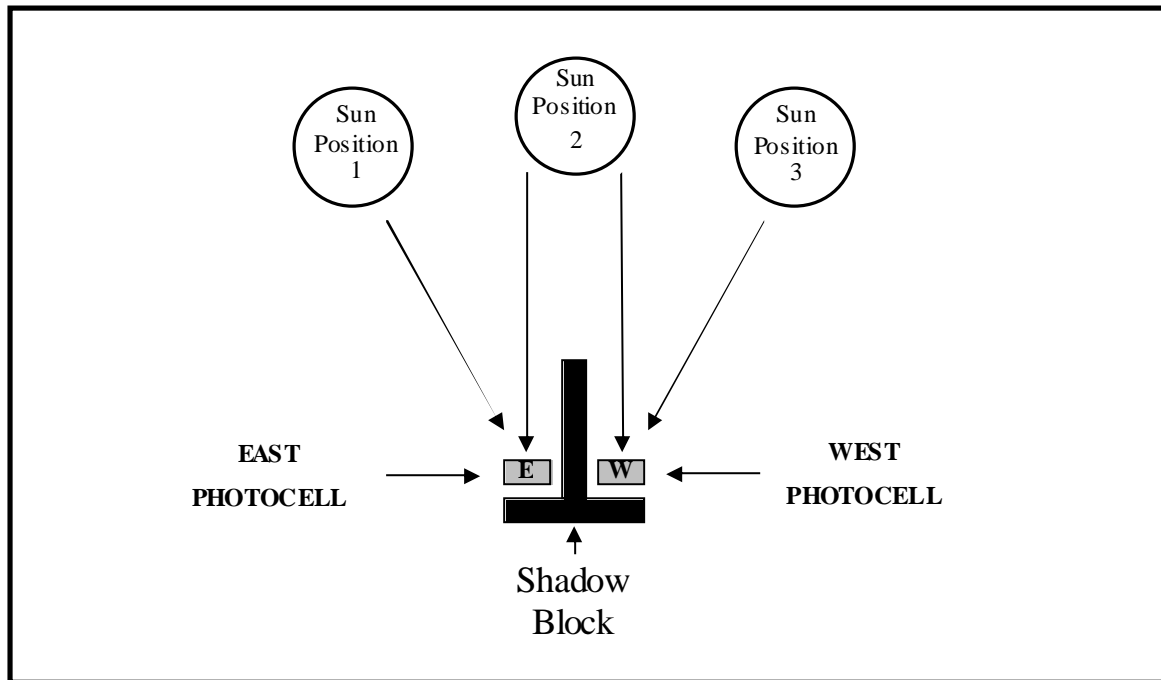 Sun
Position
1
Sun
Position
2
Sun
Position
3
EAST
PHOTOCELL
E
W
WEST
PHOTOCELL
Shadow
Block